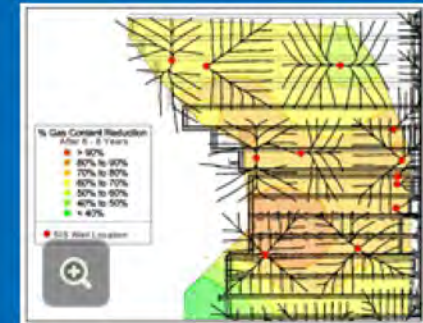 % Gas Content Reduction
After 6 - 8 Years
> 90%
80% to 90%
70% to 80%
60% to 70%
50% to 60%
40% to 50%
< 40%
SIS Well Location